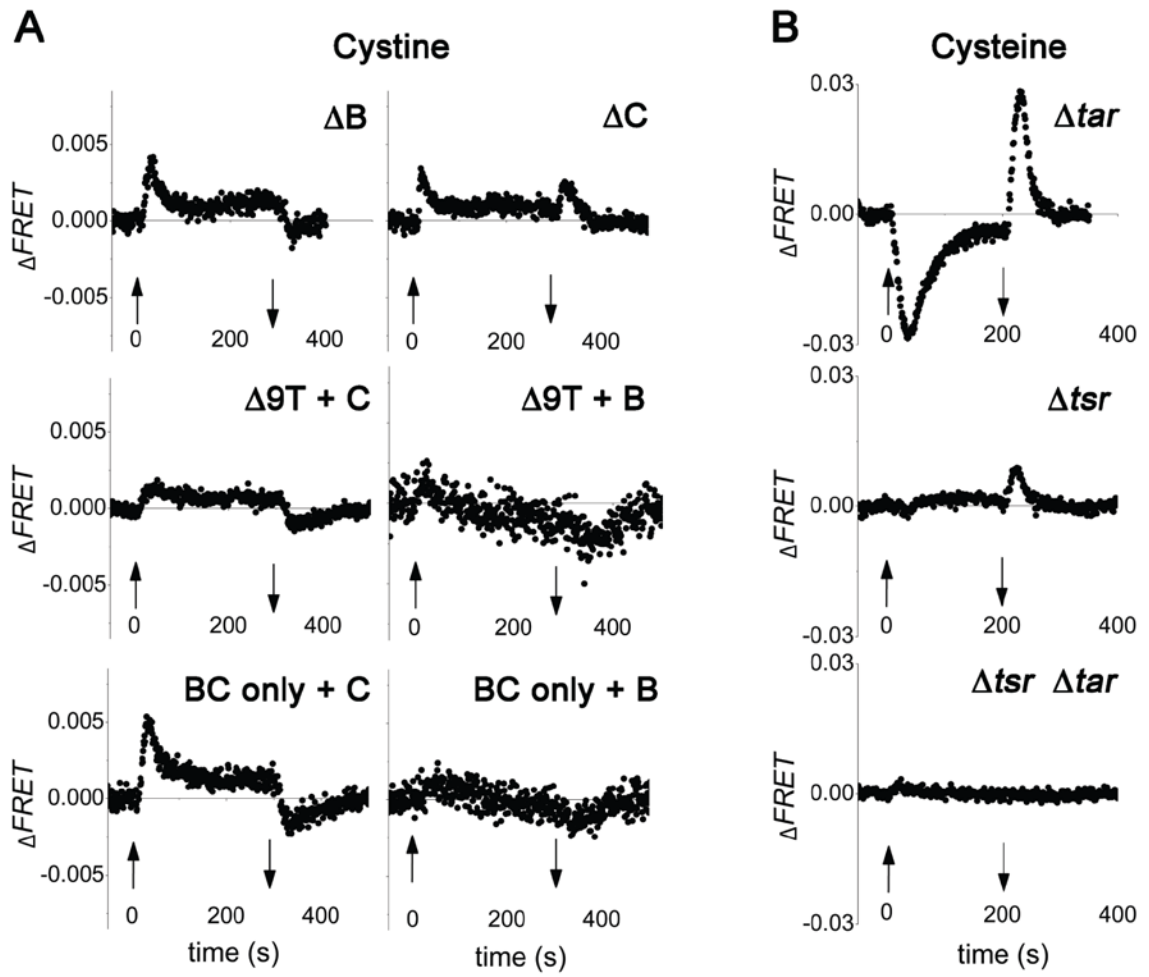 A
Cystine
B
Cysteine
ΔB
ΔC
ΔFRET
0.005
0.000
-0.005
0 200 400
0 200 400
Δ9T + C
Δ9T + B
ΔFRET
0.005
0.000
-0.005
0 200 400
0 200 400
BC only + C
BC only + B
ΔFRET
0.005
0.000
-0.005
0 200 400
0 200 400
time (s)
time (s)
Δtar
ΔFRET
0.03
0.00
-0.03
0 200 400
Δtsr
ΔFRET
0.03
0.00
-0.03
0 200 400
Δtsr Δtar
ΔFRET
0.03
0.00
-0.03
0 200 400
time (s)